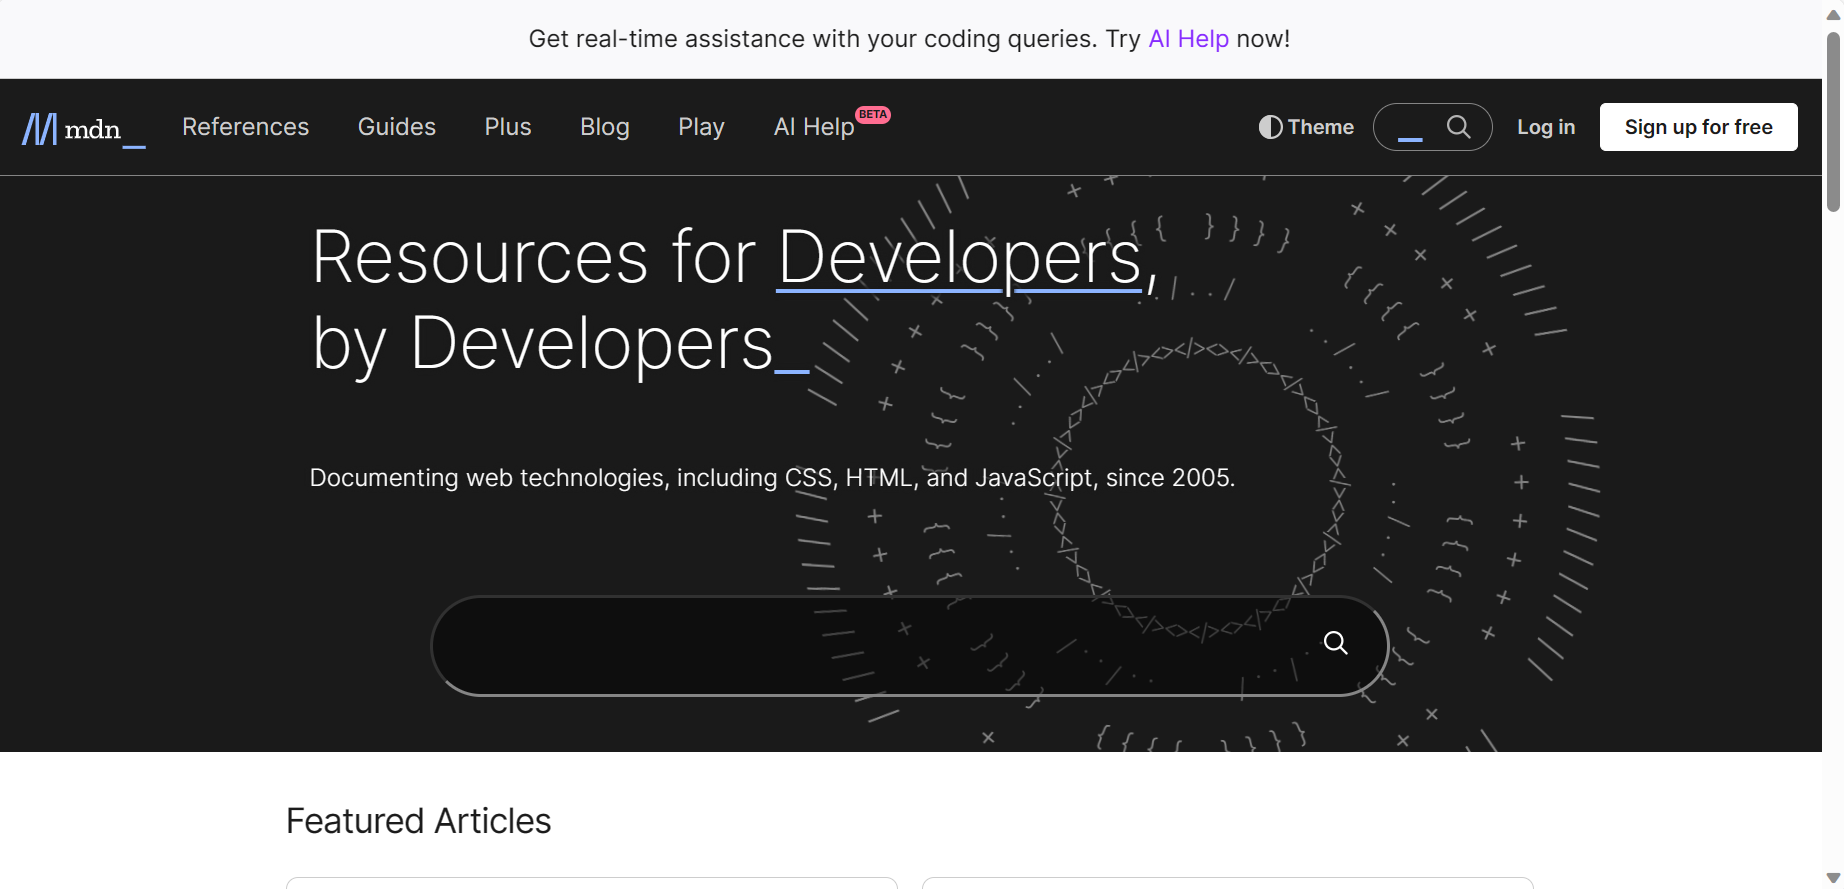 Get real-time assistance with your coding queries. Try AI Help now!
mdn_ References Guides Plus Blog Play AI Help BETA Theme Log in Sign up for free
Resources for Developers,
by Developers_
Documenting web technologies, including CSS, HTML, and JavaScript, since 2005.
Featured Articles